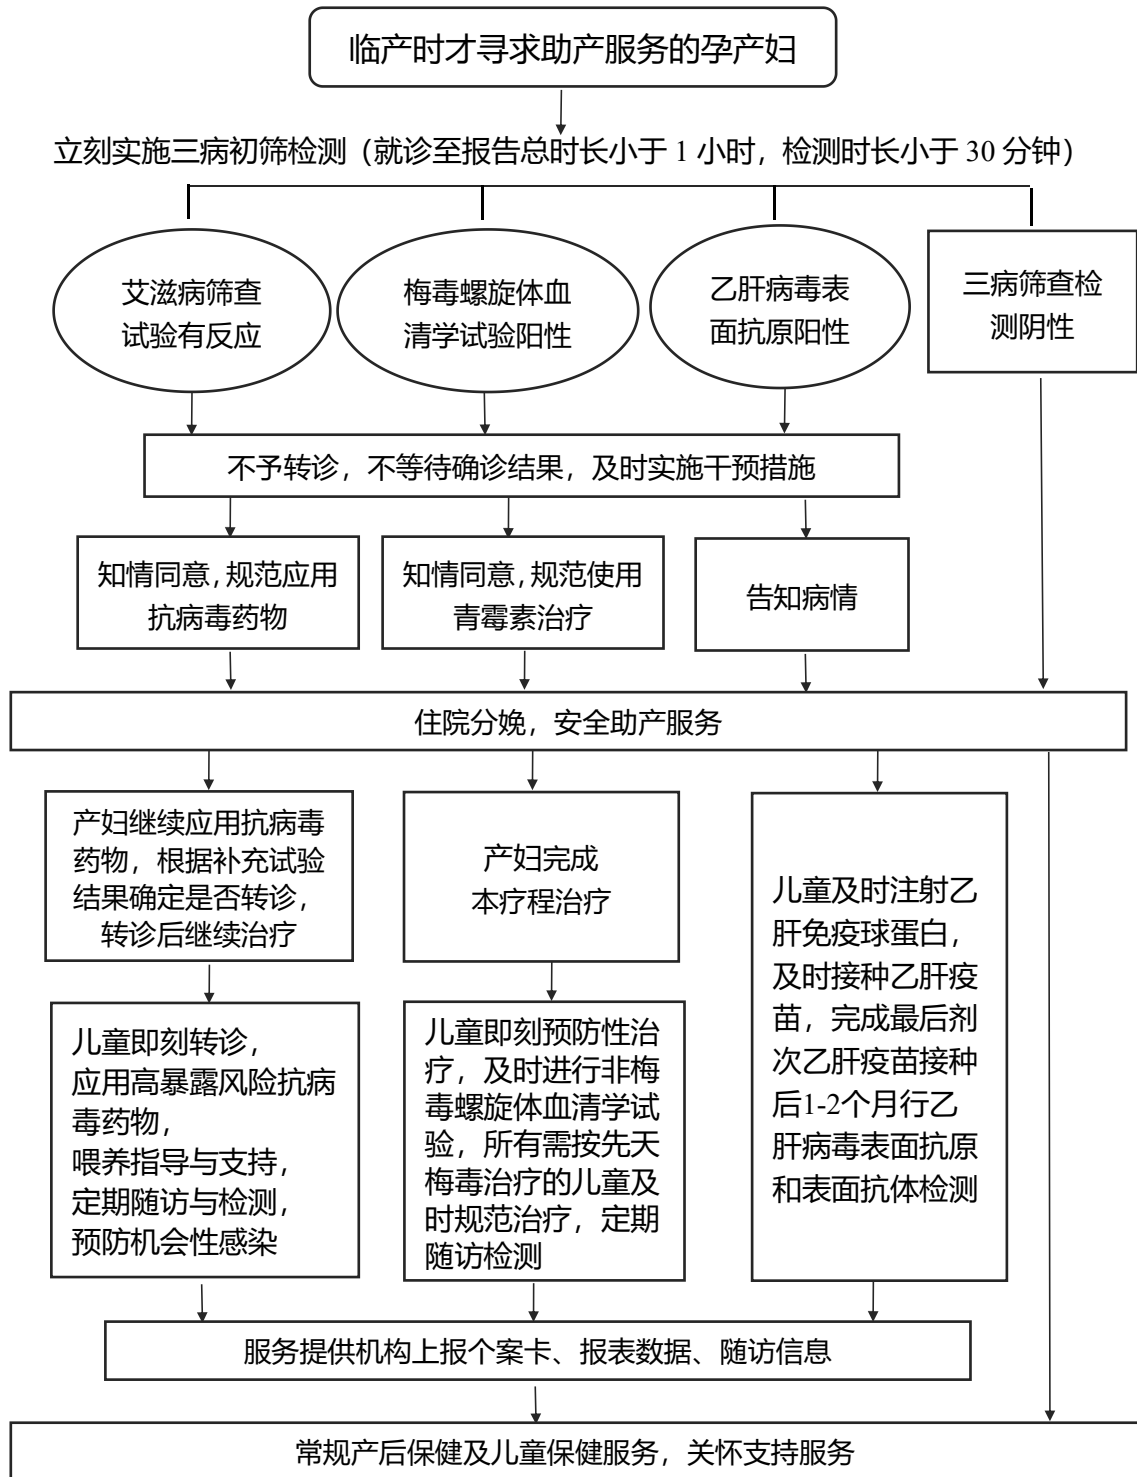 临产时才寻求助产服务的孕产妇
立刻实施三病初筛检测（就诊至报告总时长小于 1 小时，检测时长小于 30 分钟）
艾滋病筛查
试验有反应
梅毒螺旋体血
清学试验阳性
乙肝病毒表
面抗原阳性
三病筛查检
测阴性
不予转诊，不等待确诊结果，及时实施干预措施
知情同意，规范应用
抗病毒药物
知情同意，规范使用
青霉素治疗
告知病情
住院分娩，安全助产服务
产妇继续应用抗病毒
药物，根据补充试验
结果确定是否转诊，
转诊后继续治疗
产妇完成
本疗程治疗
儿童及时注射乙
肝免疫球蛋白，
及时接种乙肝疫
苗，完成最后剂
次乙肝疫苗接种
后1-2个月行乙
肝病毒表面抗原
和表面抗体检测
儿童即刻转诊，
应用高暴露风险抗病
毒药物，
喂养指导与支持，
定期随访与检测，
预防机会性感染
儿童即刻预防性治
疗，及时进行非梅
毒螺旋体血清学试
验，所有需按先天
梅毒治疗的儿童及
时规范治疗，定期
随访检测
服务提供机构上报个案卡、报表数据、随访信息
常规产后保健及儿童保健服务，关怀支持服务